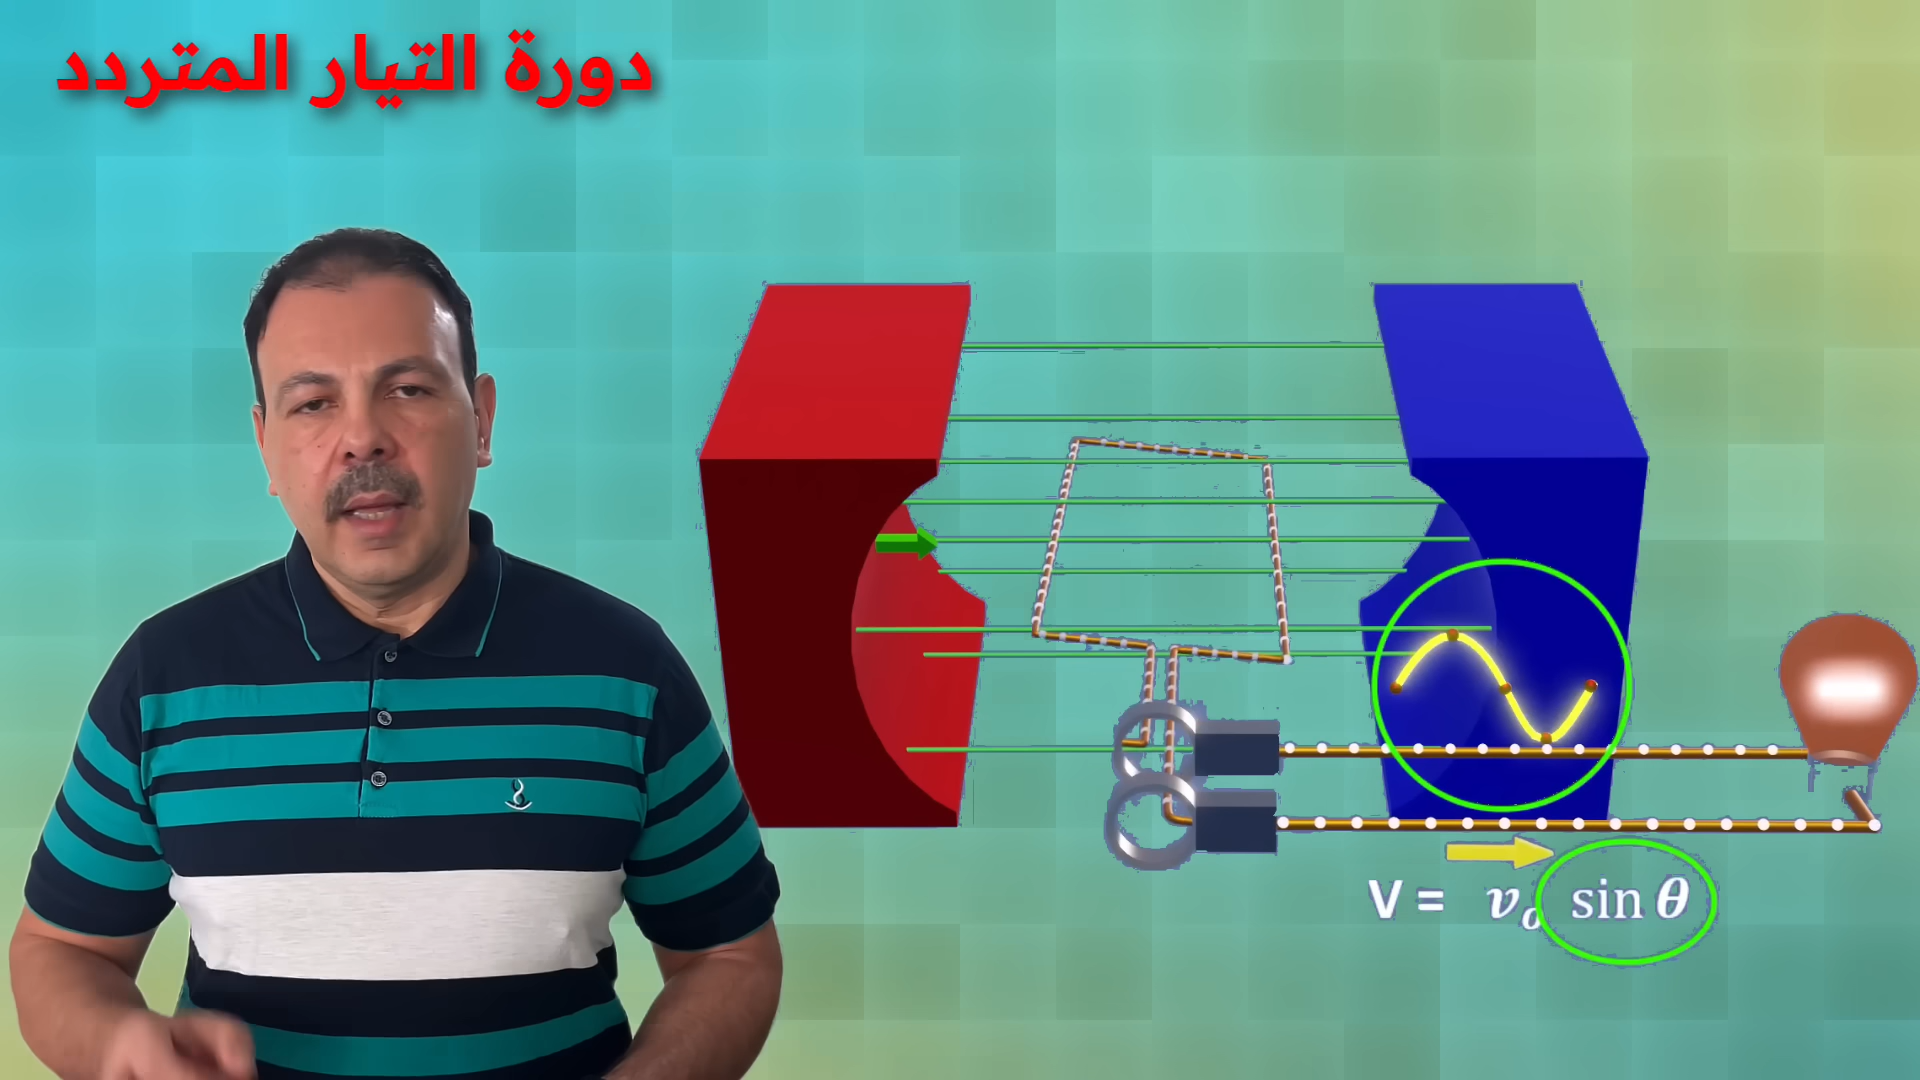 دورة التيار المتردد
V = v₀ sin θ